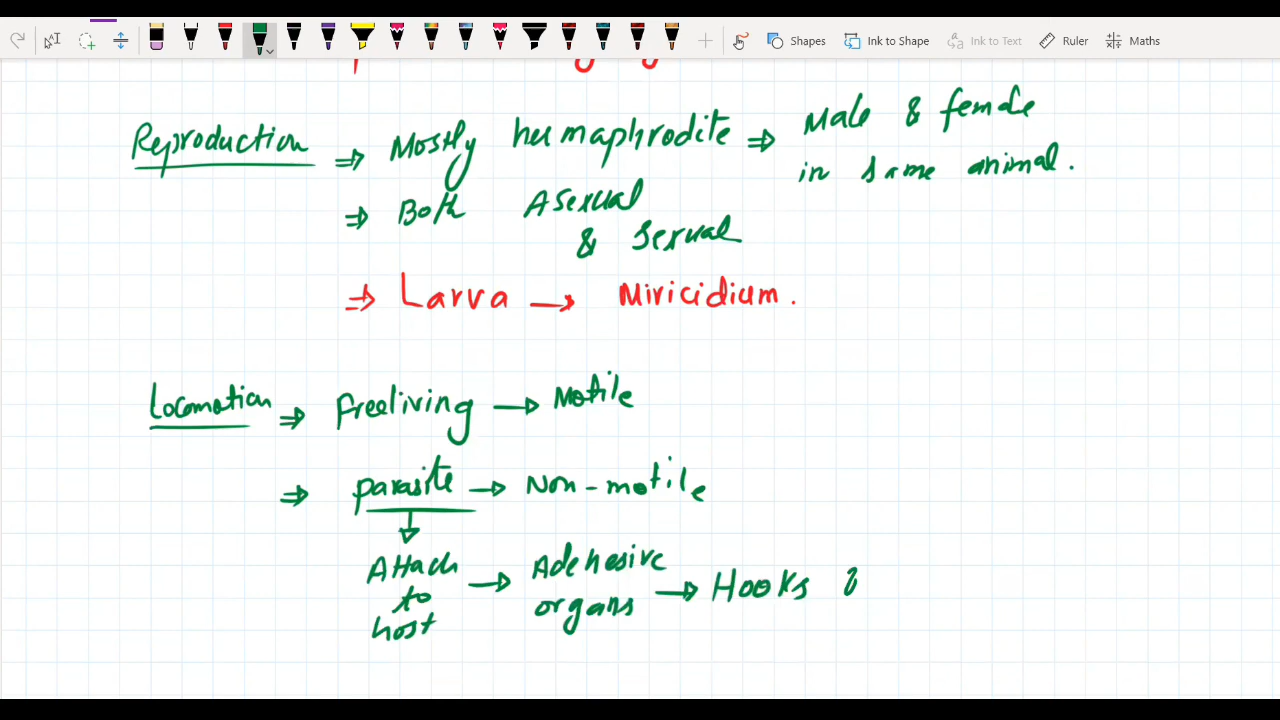 Shapes Ink to Shape Ink to Text Ruler Maths
Reproduction ⇒ Mostly hermaphrodite ⇒ Male & female
in same animal.
⇒ Both Asexual
& Sexual
⇒ Larva → Miricidium.
Locomotion ⇒ freeliving → Motile
⇒ parasite → Non-motile
Attach → Adehesive → Hooks
to organs
host